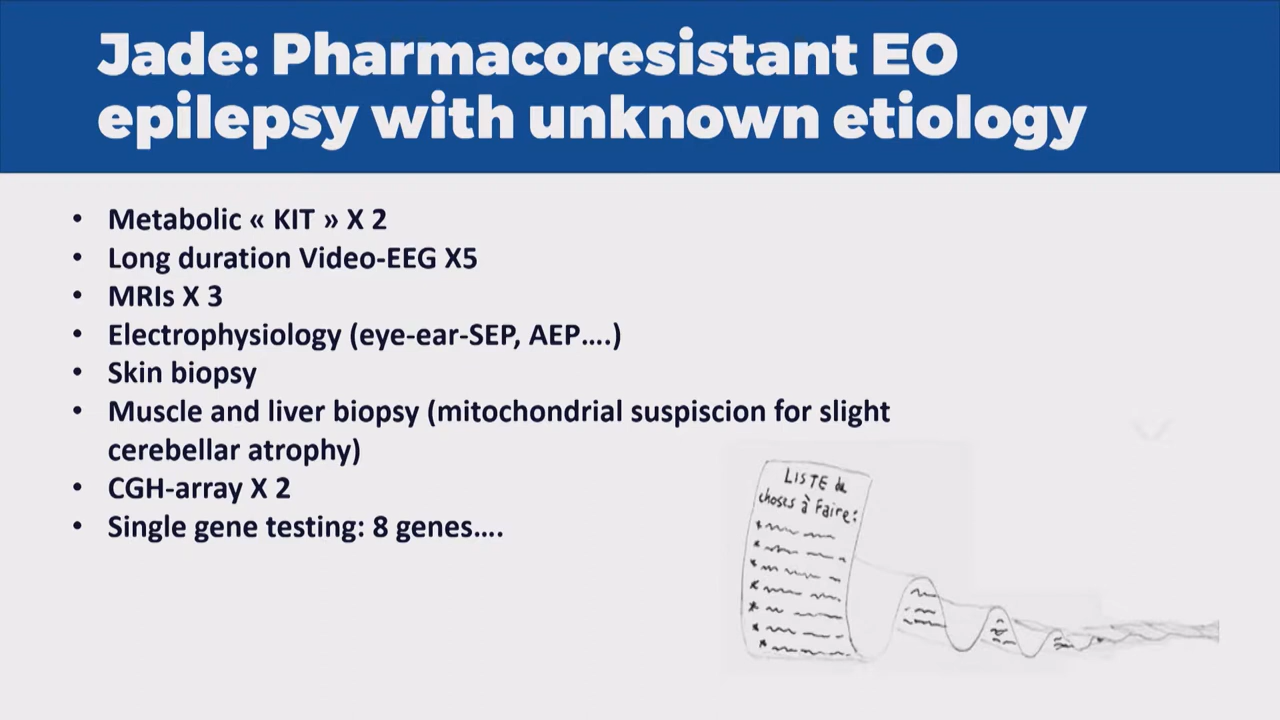 Jade: Pharmacoresistant EO
epilepsy with unknown etiology
• Metabolic « KIT » X 2
• Long duration Video-EEG X5
• MRIs X 3
• Electrophysiology (eye-ear-SEP, AEP....)
• Skin biopsy
• Muscle and liver biopsy (mitochondrial suspiscion for slight
cerebellar atrophy)
• CGH-array X 2
• Single gene testing: 8 genes....
LISTE de
choses à Faire: